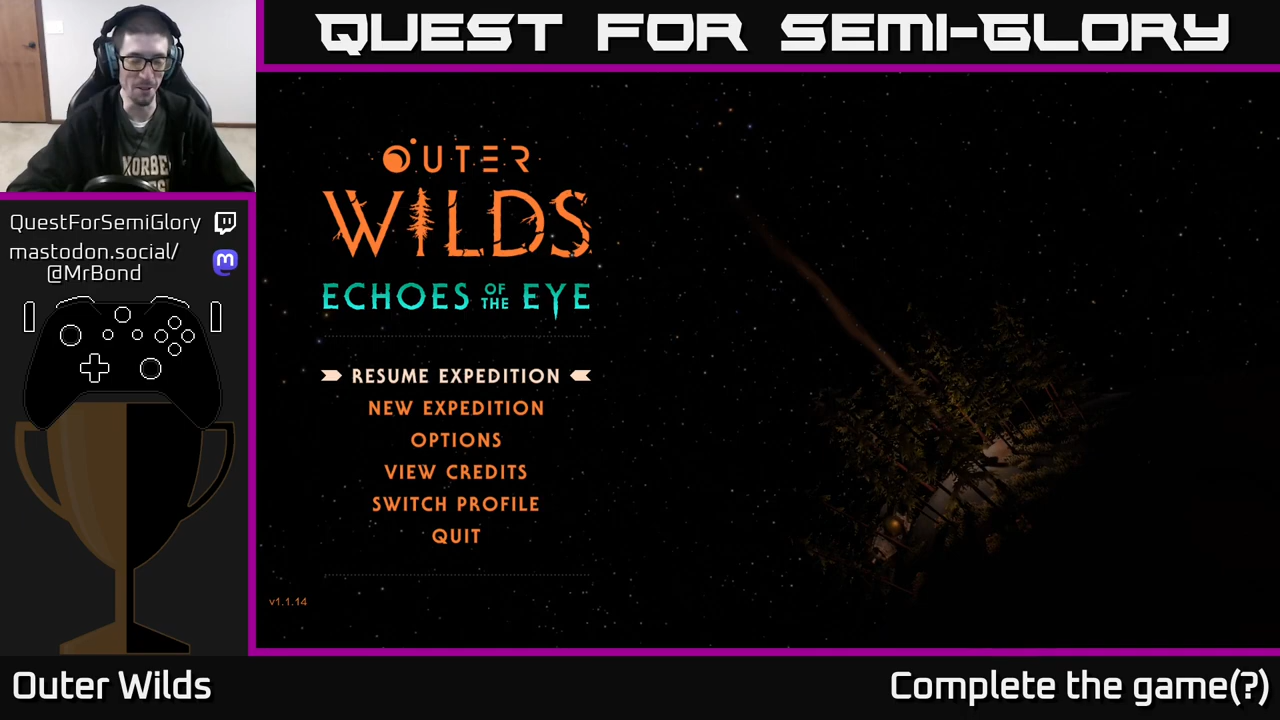 QUEST FOR SEMI-GLORY
QuestForSemiGlory
mastodon.social/
@MrBond
OUTER
WILDS
ECHOES OF THE EYE
RESUME EXPEDITION
NEW EXPEDITION
OPTIONS
VIEW CREDITS
SWITCH PROFILE
QUIT
v1.1.14
Outer Wilds
Complete the game(?)